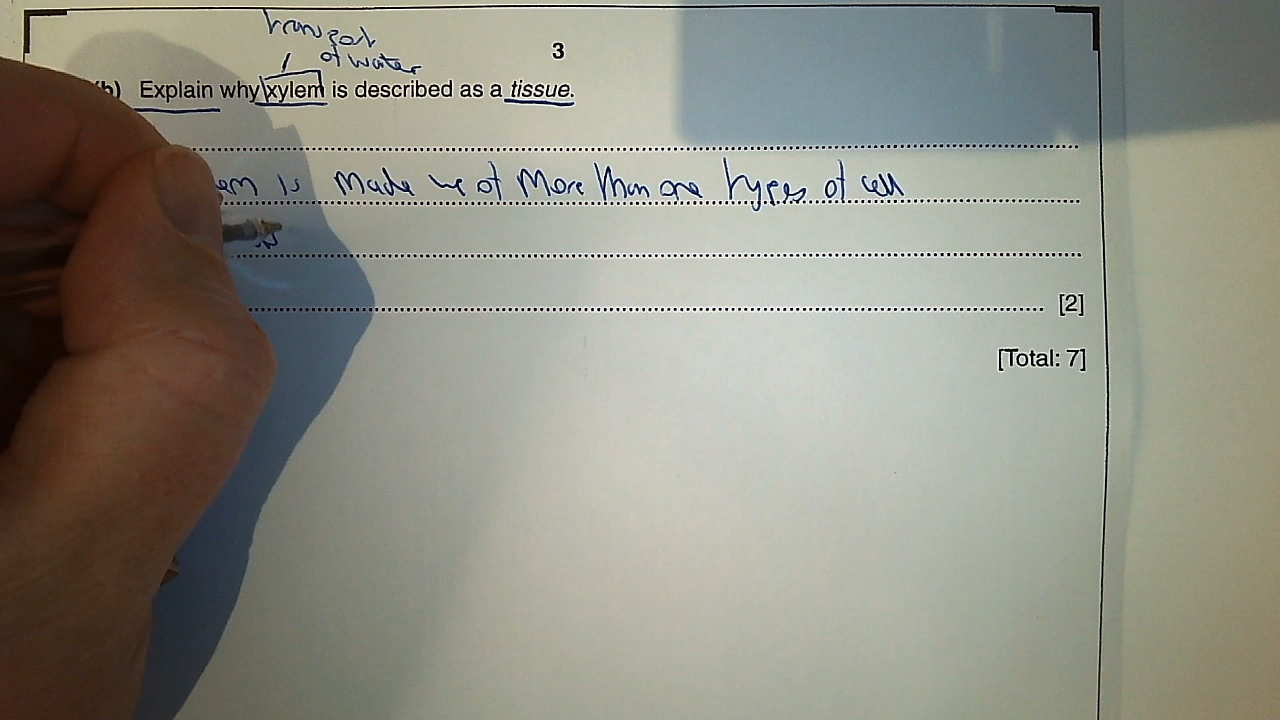 transport
of water
3
(b) Explain why xylem is described as a tissue.
is made up of more than one types of cell
[2]
[Total: 7]